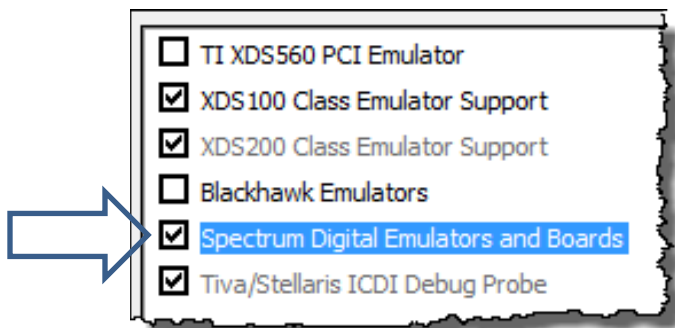 TI XDS560 PCI Emulator
XDS100 Class Emulator Support
XDS200 Class Emulator Support
Blackhawk Emulators
Spectrum Digital Emulators and Boards
Tiva/Stellaris ICDI Debug Probe